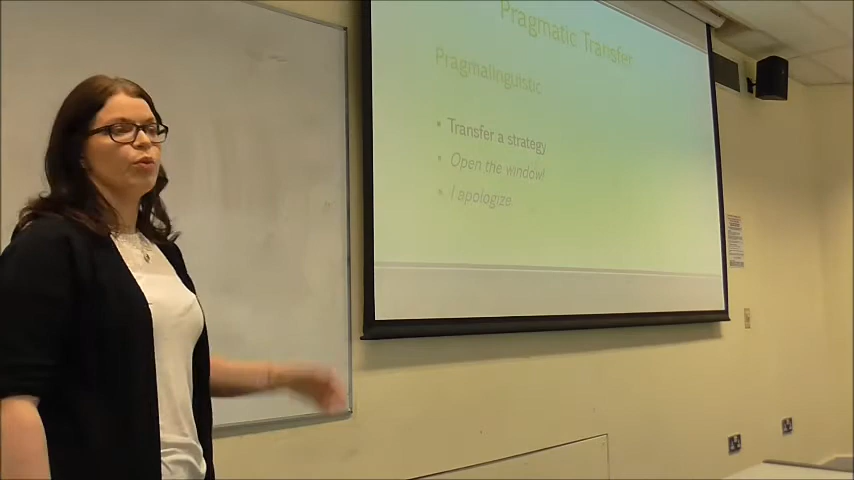 Pragmatic Transfer
Pragmalinguistic
• Transfer a strategy
• Open the window!
• I apologize